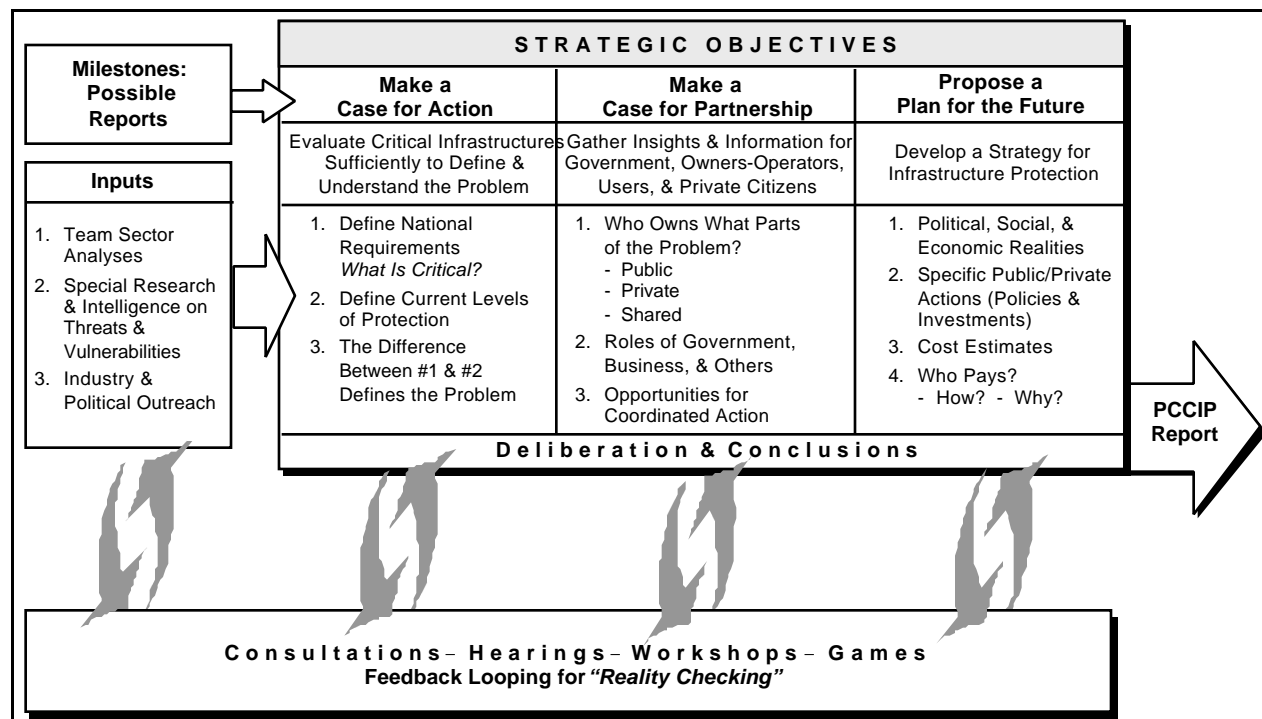 STRATEGIC OBJECTIVES
Milestones:
Possible
Reports
Inputs
1. Team Sector
Analyses
2. Special Research
& Intelligence on
Threats &
Vulnerabilities
3. Industry &
Political Outreach
Make a
Case for Action
Evaluate Critical Infrastructures
Sufficiently to Define &
Understand the Problem
1. Define National
Requirements
What Is Critical?
2. Define Current Levels
of Protection
3. The Difference
Between #1 & #2
Defines the Problem
Make a
Case for Partnership
Gather Insights & Information for
Government, Owners-Operators,
Users, & Private Citizens
1. Who Owns What Parts
of the Problem?
- Public
- Private
- Shared
2. Roles of Government,
Business, & Others
3. Opportunities for
Coordinated Action
Propose a
Plan for the Future
Develop a Strategy for
Infrastructure Protection
1. Political, Social, &
Economic Realities
2. Specific Public/Private
Actions (Policies &
Investments)
3. Cost Estimates
4. Who Pays?
- How? - Why?
Deliberation & Conclusions
PCCIP
Report
Consultations – Hearings – Workshops – Games
Feedback Looping for "Reality Checking"